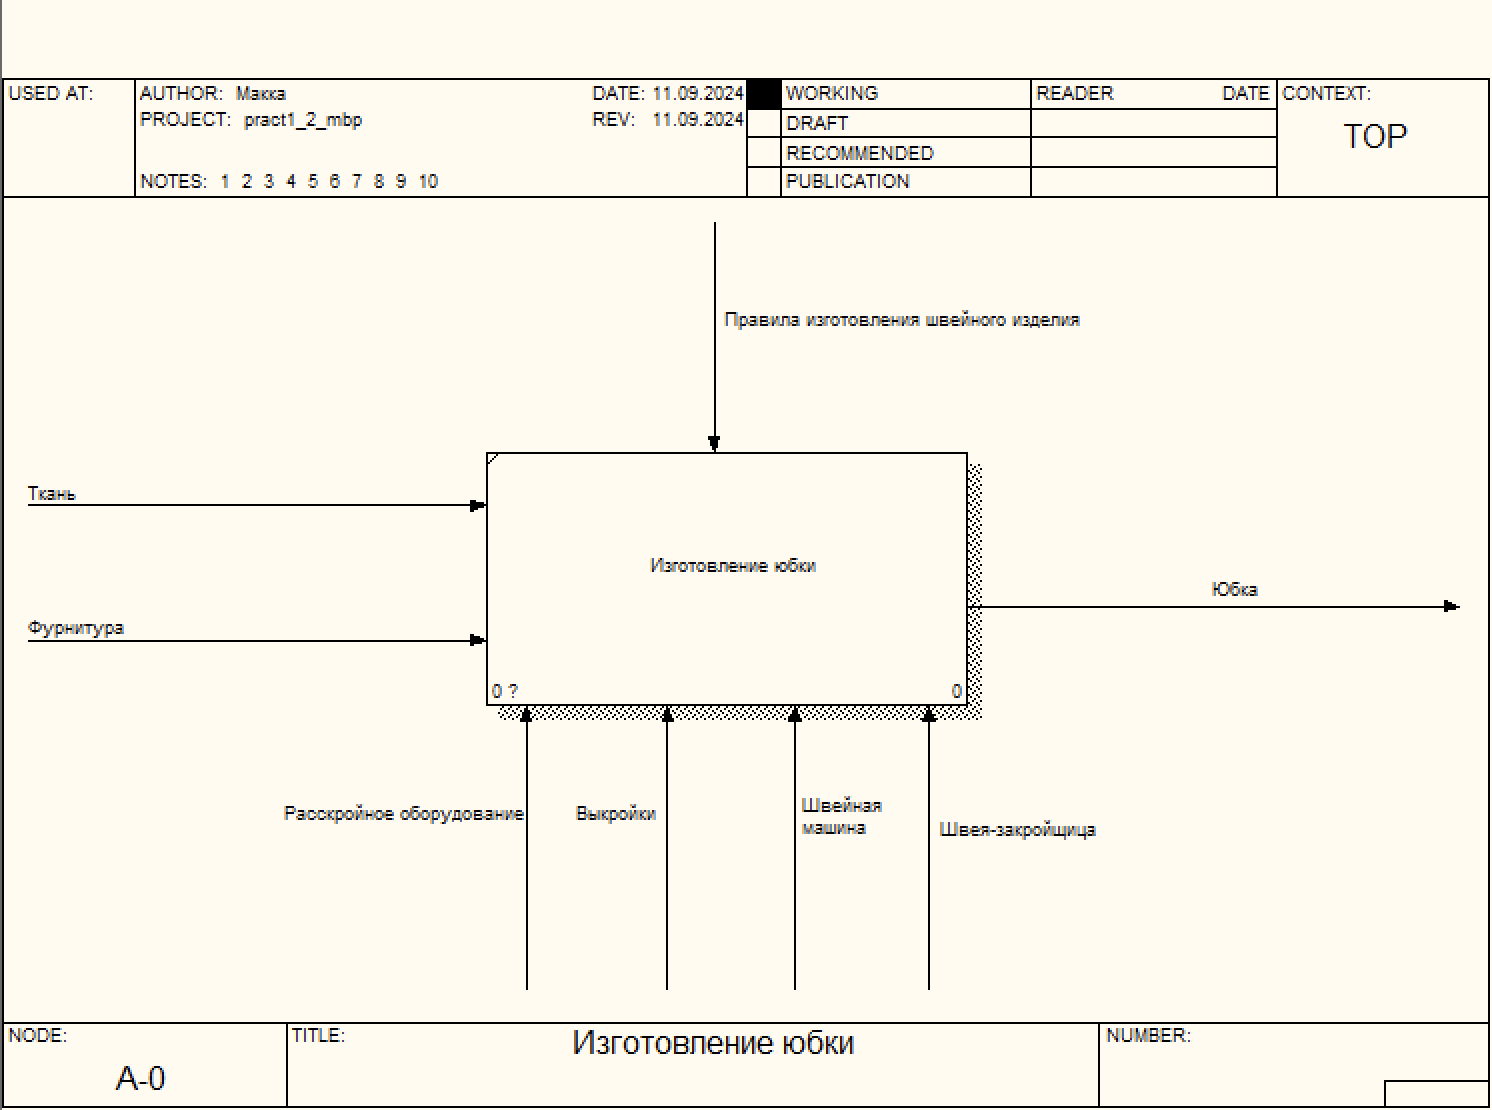 USED AT:
AUTHOR: Макка
DATE: 11.09.2024
PROJECT: pract1_2_mbp
REV: 11.09.2024
NOTES: 1 2 3 4 5 6 7 8 9 10
WORKING
DRAFT
RECOMMENDED
PUBLICATION
READER DATE
CONTEXT:
TOP
Правила изготовления швейного изделия
Ткань
Фурнитура
Изготовление юбки
0 ?
0
Юбка
Расскройное оборудование
Выкройки
Швейная
машина
Швея-закройщица
NODE:
A-0
TITLE:
Изготовление юбки
NUMBER: